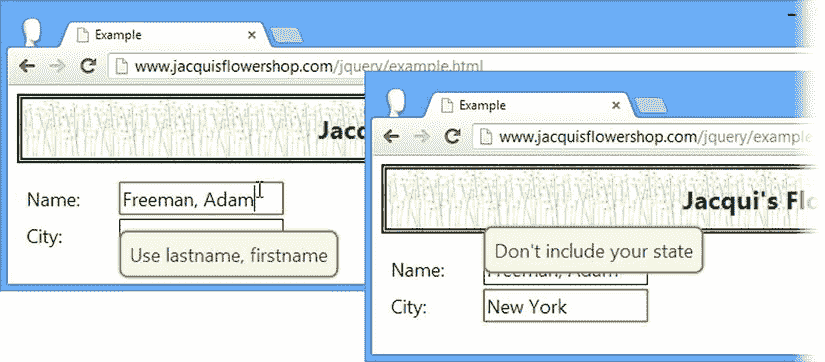 Example
www.jacquisflowershop.com/jquery/example.html
Jacq
Name: Freeman, Adam
City:
Use lastname, firstname
Example
www.jacquisflowershop.com/jquery/example
Jacqui's Flo
Don't include your state
Name: Freeman, Adam
City: New York